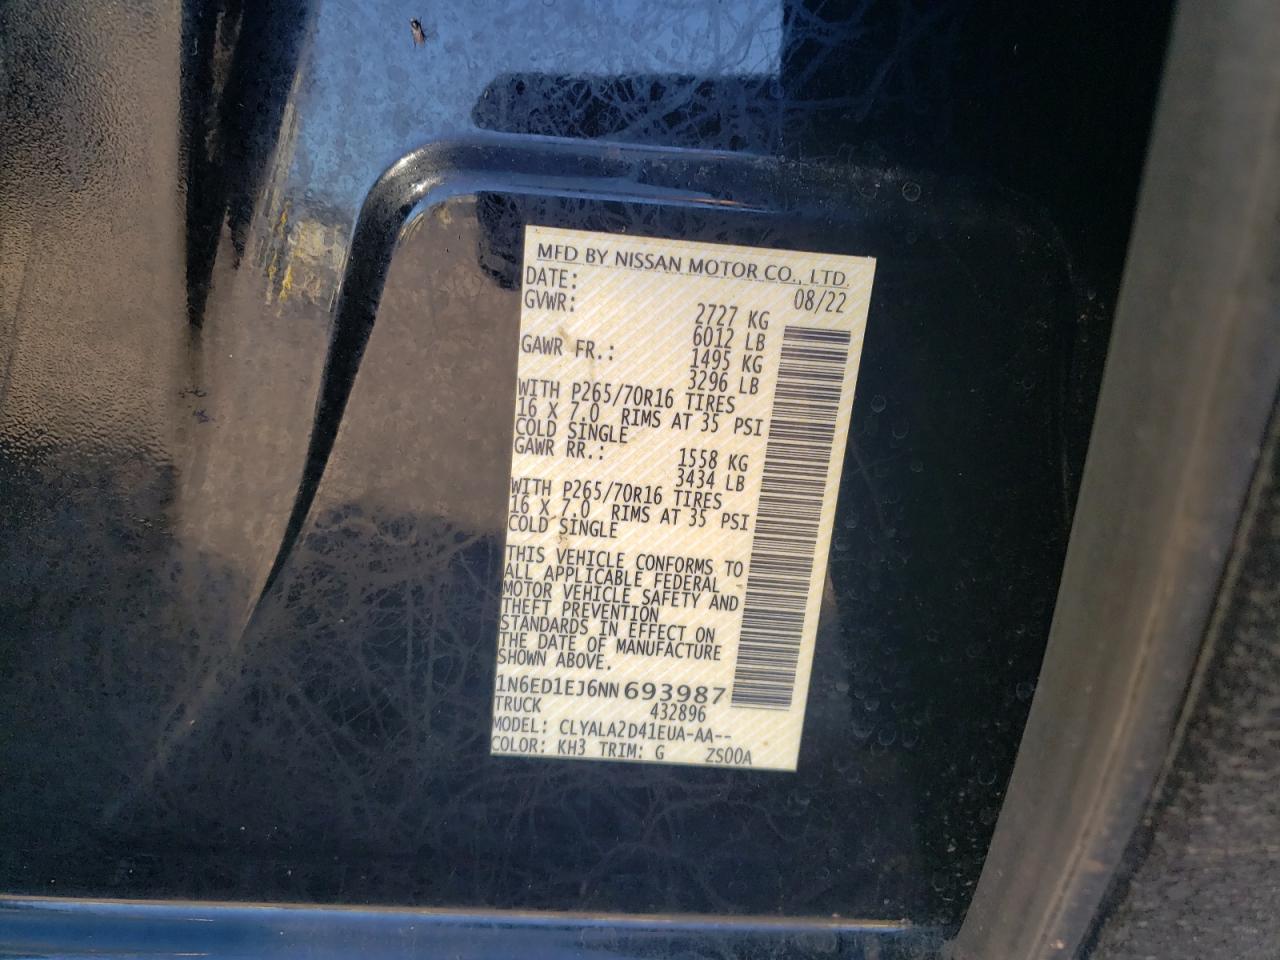 MFD BY NISSAN MOTOR CO., LTD.
DATE: 08/22
GVWR: 2727 KG
6012 LB
GAWR FR.: 1495 KG
3296 LB
WITH P265/70R16 TIRES
16 X 7.0 RIMS AT 35 PSI
COLD SINGLE
GAWR RR.: 1558 KG
3434 LB
WITH P265/70R16 TIRES
16 X 7.0 RIMS AT 35 PSI
COLD SINGLE
THIS VEHICLE CONFORMS TO
ALL APPLICABLE FEDERAL
MOTOR VEHICLE SAFETY AND
THEFT PREVENTION
STANDARDS IN EFFECT ON
THE DATE OF MANUFACTURE
SHOWN ABOVE.
1N6ED1EJ6NN693987
TRUCK 432896
MODEL: CLYALA2D41EUA-AA--
COLOR: KH3 TRIM: G ZS00A